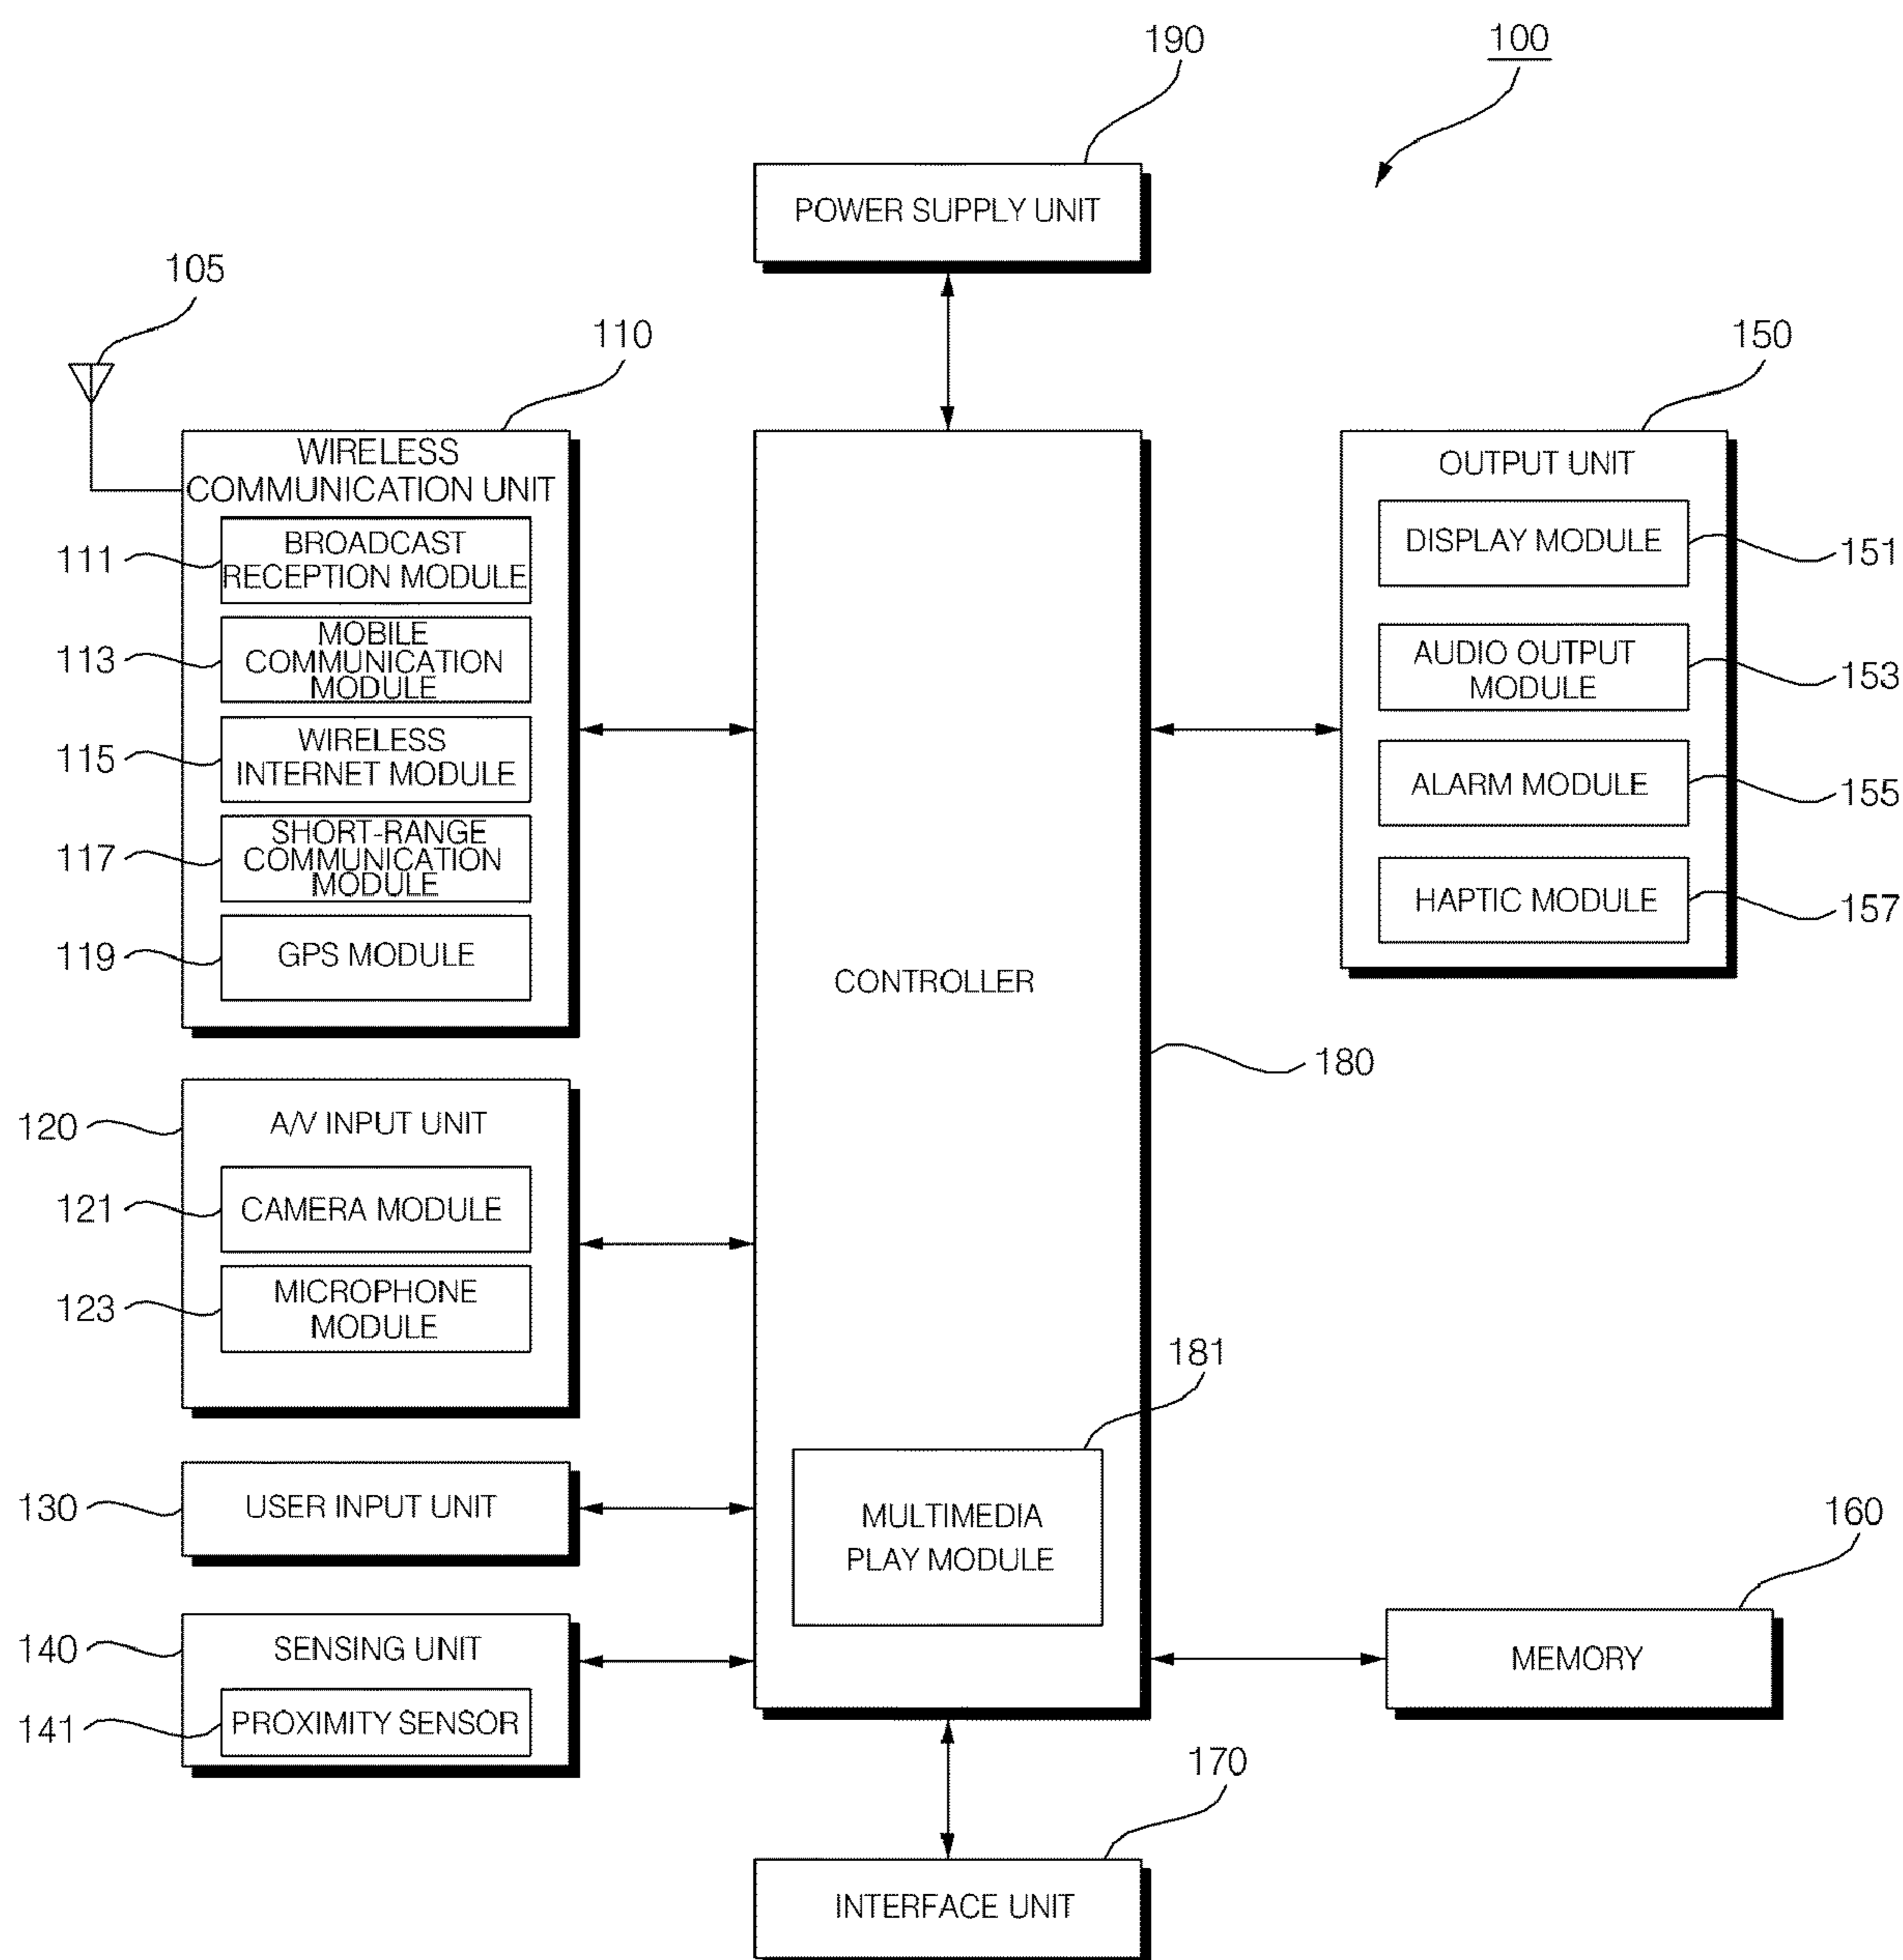 190
100
POWER SUPPLY UNIT
105
110
150
WIRELESS
COMMUNICATION UNIT
111
BROADCAST
RECEPTION MODULE
113
MOBILE
COMMUNICATION
MODULE
115
WIRELESS
INTERNET MODULE
117
SHORT-RANGE
COMMUNICATION
MODULE
119
GPS MODULE
120
A/V INPUT UNIT
121
CAMERA MODULE
123
MICROPHONE
MODULE
130
USER INPUT UNIT
140
SENSING UNIT
141
PROXIMITY SENSOR
CONTROLLER
180
181
MULTIMEDIA
PLAY MODULE
OUTPUT UNIT
DISPLAY MODULE
151
AUDIO OUTPUT
MODULE
153
ALARM MODULE
155
HAPTIC MODULE
157
160
MEMORY
170
INTERFACE UNIT